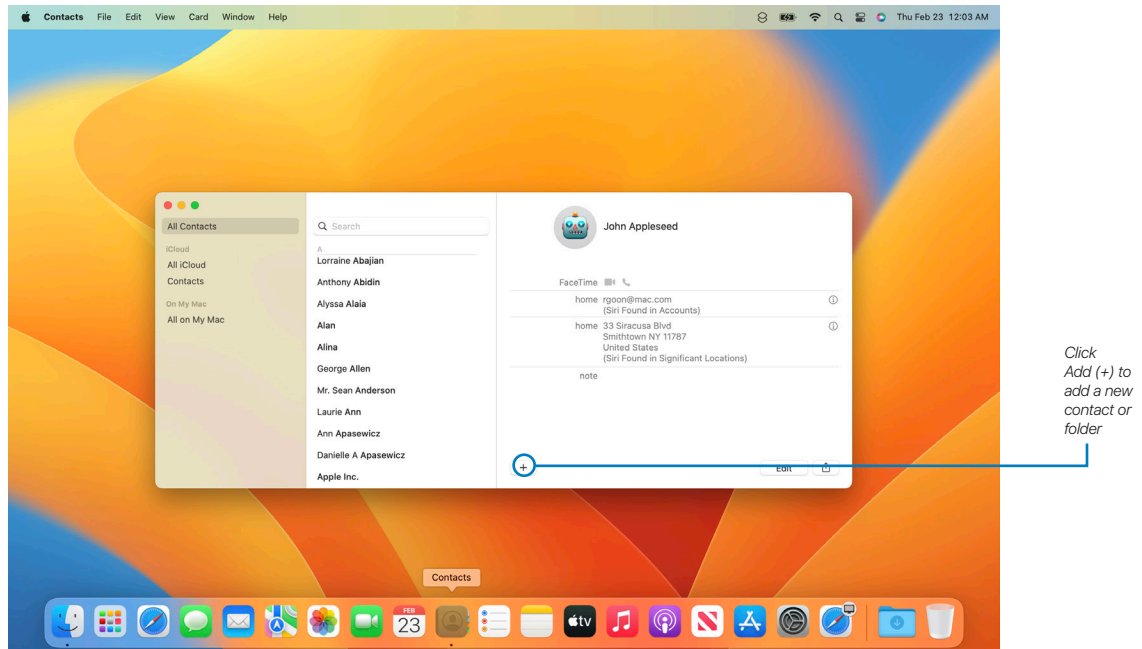 Contacts File Edit View Card Window Help
Thu Feb 23 12:03 AM
All Contacts
iCloud
All iCloud
Contacts
On My Mac
All on My Mac
Search
A
Lorraine Abajian
Anthony Abidin
Alyssa Alaia
Alan
Alina
George Allen
Mr. Sean Anderson
Laurie Ann
Ann Apasewicz
Danielle A Apasewicz
Apple Inc.
John Appleseed
FaceTime
home rgoon@mac.com
(Siri Found in Accounts)
home 33 Siracusa Blvd
Smithtown NY 11787
United States
(Siri Found in Significant Locations)
note
+
Edit
Click
Add (+) to
add a new
contact or
folder
Contacts
FEB
23
tv